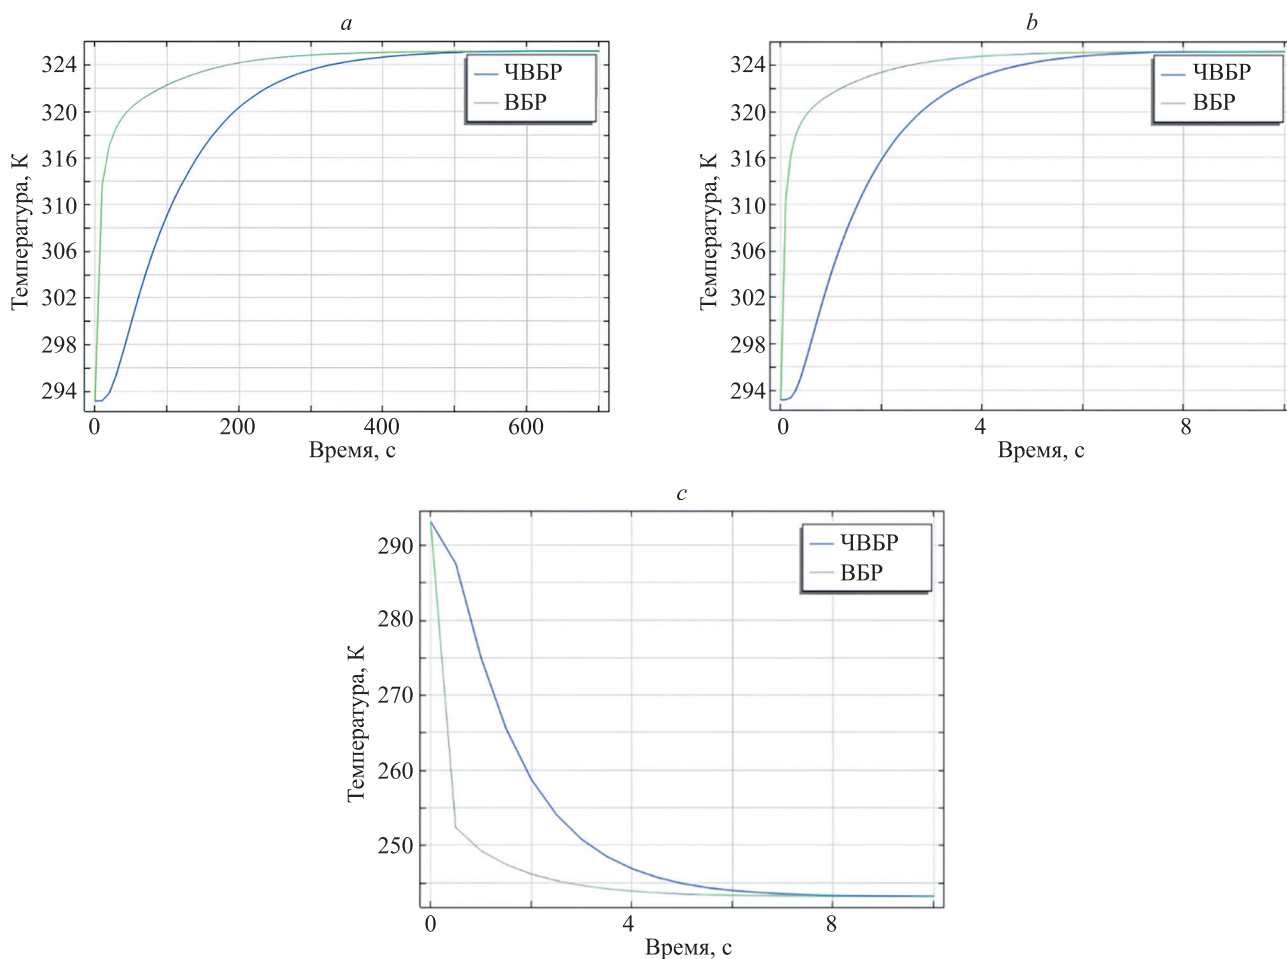 a
324
320
316
310
306
302
298
294
Температура, К
ЧВБР
ВБР
0
200
400
600
Время, с
b
324
320
316
310
306
302
298
294
Температура, К
ЧВБР
ВБР
0
4
8
Время, с
c
290
280
270
260
250
Температура, К
ЧВБР
ВБР
0
4
8
Время, с